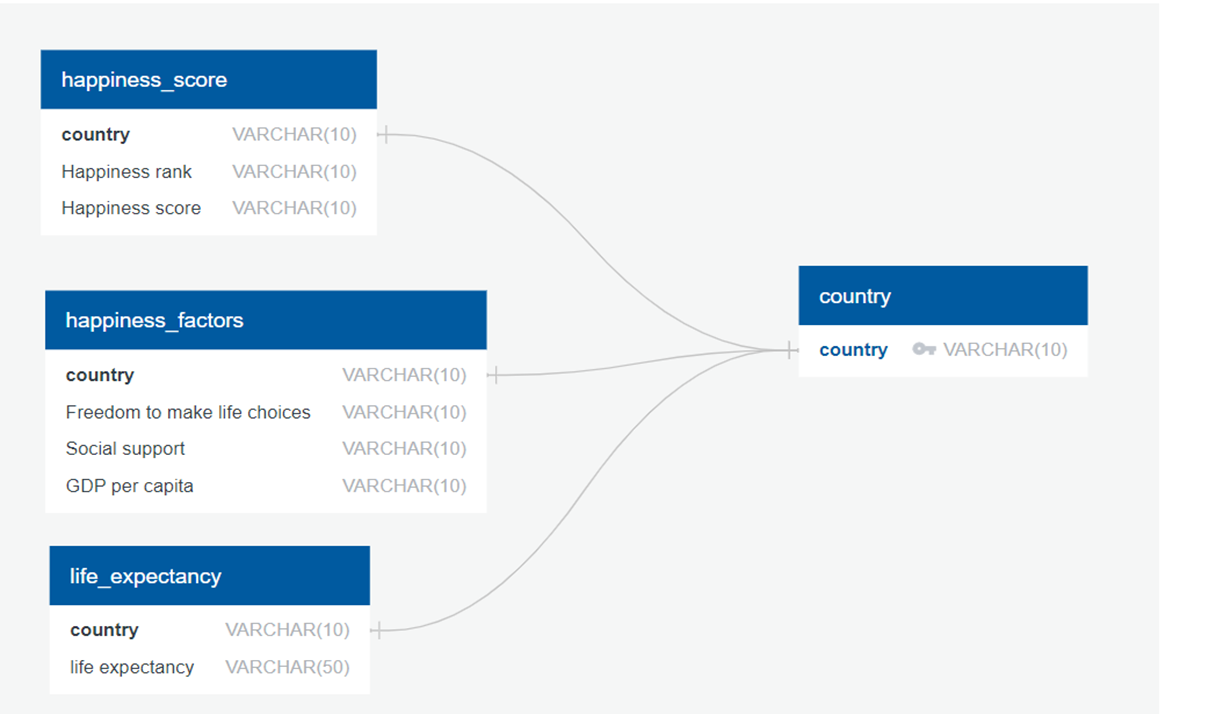 happiness_score
country VARCHAR(10)
Happiness rank VARCHAR(10)
Happiness score VARCHAR(10)
happiness_factors
country VARCHAR(10)
Freedom to make life choices VARCHAR(10)
Social support VARCHAR(10)
GDP per capita VARCHAR(10)
life_expectancy
country VARCHAR(10)
life expectancy VARCHAR(50)
country
country VARCHAR(10)